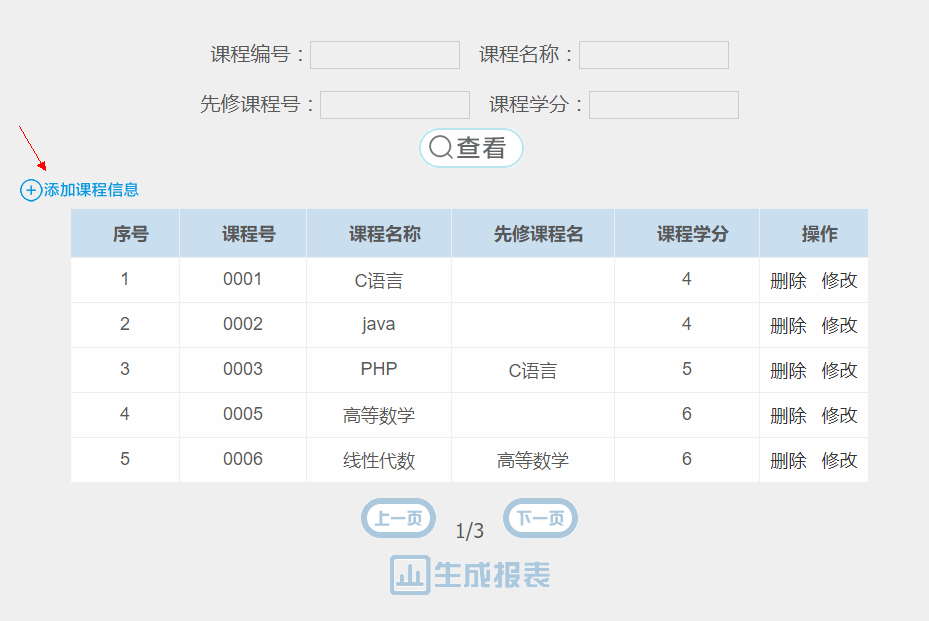 课程编号： 课程名称：
先修课程号： 课程学分：
查看
添加课程信息
序号 课程号 课程名称 先修课程名 课程学分 操作
1 0001 C语言 4 删除 修改
2 0002 java 4 删除 修改
3 0003 PHP C语言 5 删除 修改
4 0005 高等数学 6 删除 修改
5 0006 线性代数 高等数学 6 删除 修改
上一页 1/3 下一页
生成报表